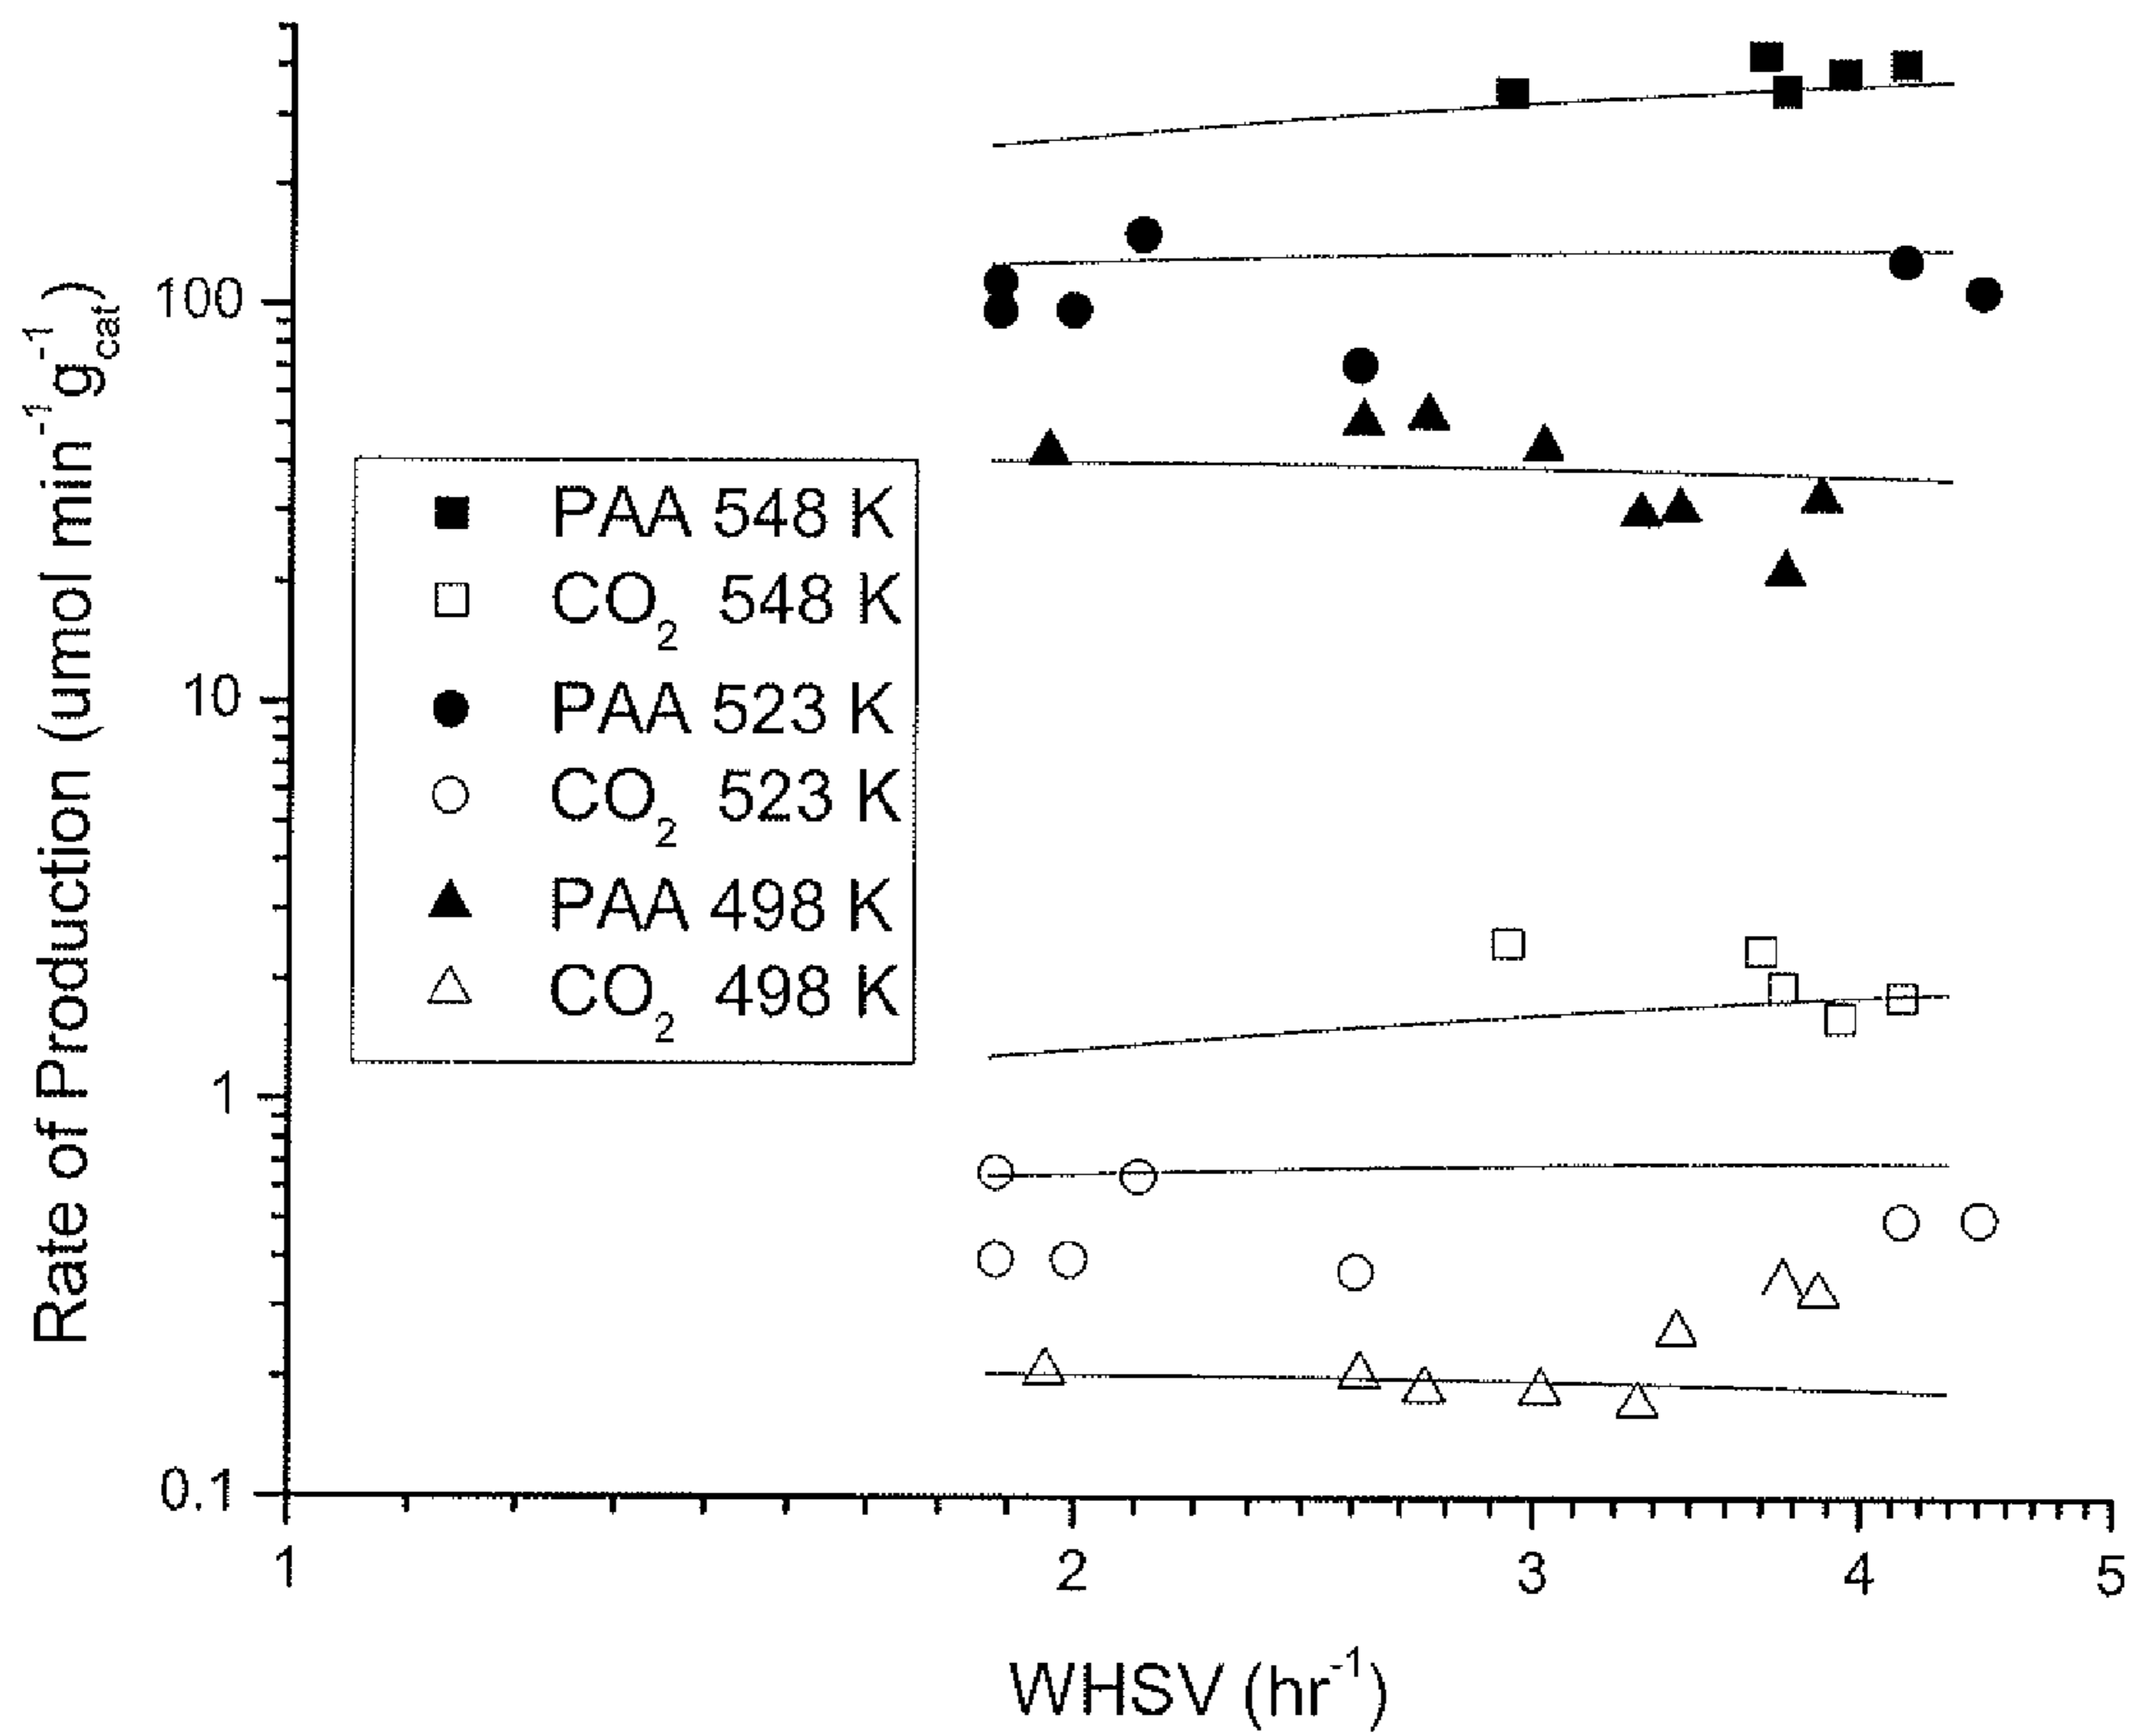 Rate of Production (umol min⁻¹ g꜀ₐₜ⁻¹)
100
10
1
0.1
PAA 548 K
CO₂ 548 K
PAA 523 K
CO₂ 523 K
PAA 498 K
CO₂ 498 K
1 2 3 4 5
WHSV (hr⁻¹)